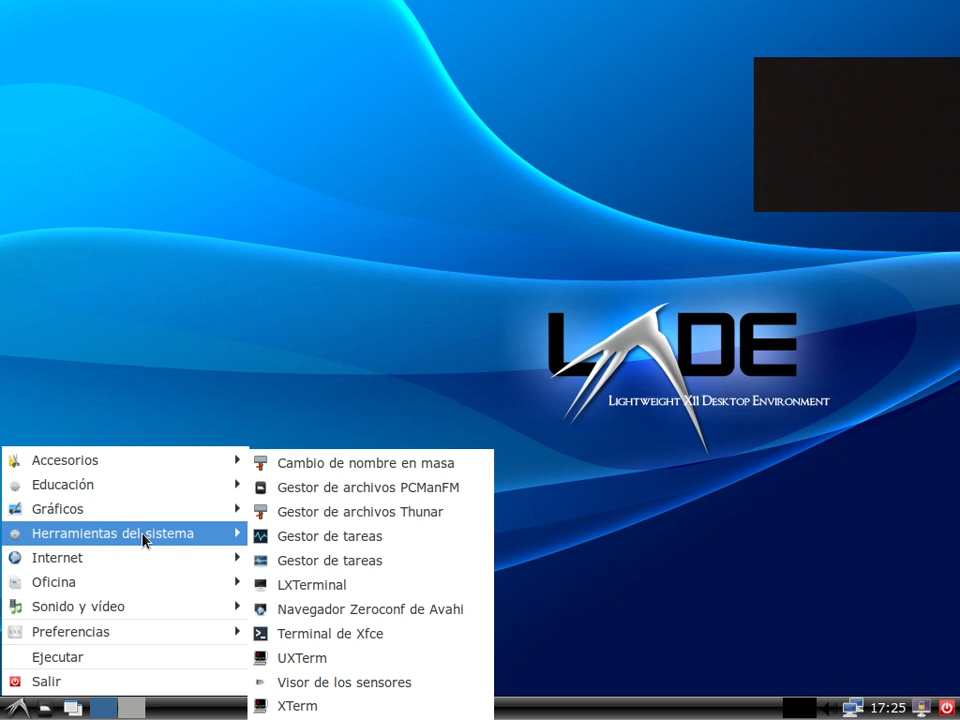 LXDE
Lightweight X11 Desktop Environment
Accesorios
Educación
Gráficos
Herramientas del sistema
Internet
Oficina
Sonido y vídeo
Preferencias
Ejecutar
Salir
Cambio de nombre en masa
Gestor de archivos PCManFM
Gestor de archivos Thunar
Gestor de tareas
Gestor de tareas
LXTerminal
Navegador Zeroconf de Avahi
Terminal de Xfce
UXTerm
Visor de los sensores
XTerm
17:25